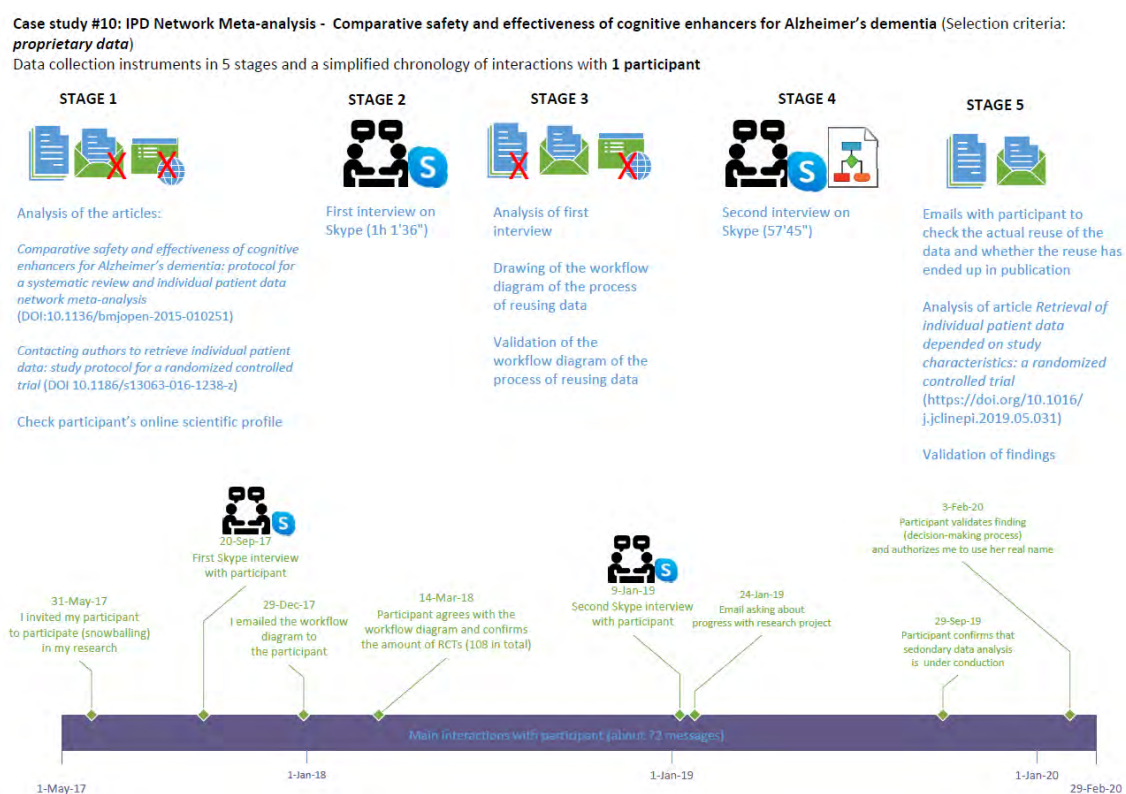 Case study #10: IPD Network Meta-analysis - Comparative safety and effectiveness of cognitive enhancers for Alzheimer's dementia (Selection criteria:
proprietary data)
Data collection instruments in 5 stages and a simplified chronology of interactions with 1 participant
STAGE 1
Analysis of the articles:
Comparative safety and effectiveness of cognitive
enhancers for Alzheimer's dementia: protocol for
a systematic review and individual patient data
network meta-analysis
(DOI:10.1136/bmjopen-2015-010251)
Contacting authors to retrieve individual patient
data: study protocol for a randomized controlled
trial (DOI 10.1186/s13063-016-1238-z)
Check participant's online scientific profile
STAGE 2
S
First interview on
Skype (1h 1'36")
STAGE 3
Analysis of first
interview
Drawing of the workflow
diagram of the process
of reusing data
Validation of the
workflow diagram of the
process of reusing data
STAGE 4
S
Second interview on
Skype (57'45")
STAGE 5
Emails with participant to
check the actual reuse of the
data and whether the reuse has
ended up in publication
Analysis of article Retrieval of
individual patient data
depended on study
characteristics: a randomized
controlled trial
(https://doi.org/10.1016/
j.jclinepi.2019.05.031)
Validation of findings
31-May-17
I invited my participant
to participate (snowballing)
in my research
S
20-Sep-17
First Skype interview
with participant
29-Dec-17
I emailed the workflow
diagram to
the participant
14-Mar-18
Participant agrees with the
workflow diagram and confirms
the amount of RCTs (108 in total)
S
9-Jan-19
Second Skype interview
with participant
24-Jan-19
Email asking about
progress with research project
29-Sep-19
Participant confirms that
sedondary data analysis
is under conduction
3-Feb-20
Participant validates finding
(decision-making process)
and authorizes me to use her real name
Main interactions with participant (about 72 messages)
1-May-17
1-Jan-18
1-Jan-19
1-Jan-20
29-Feb-20